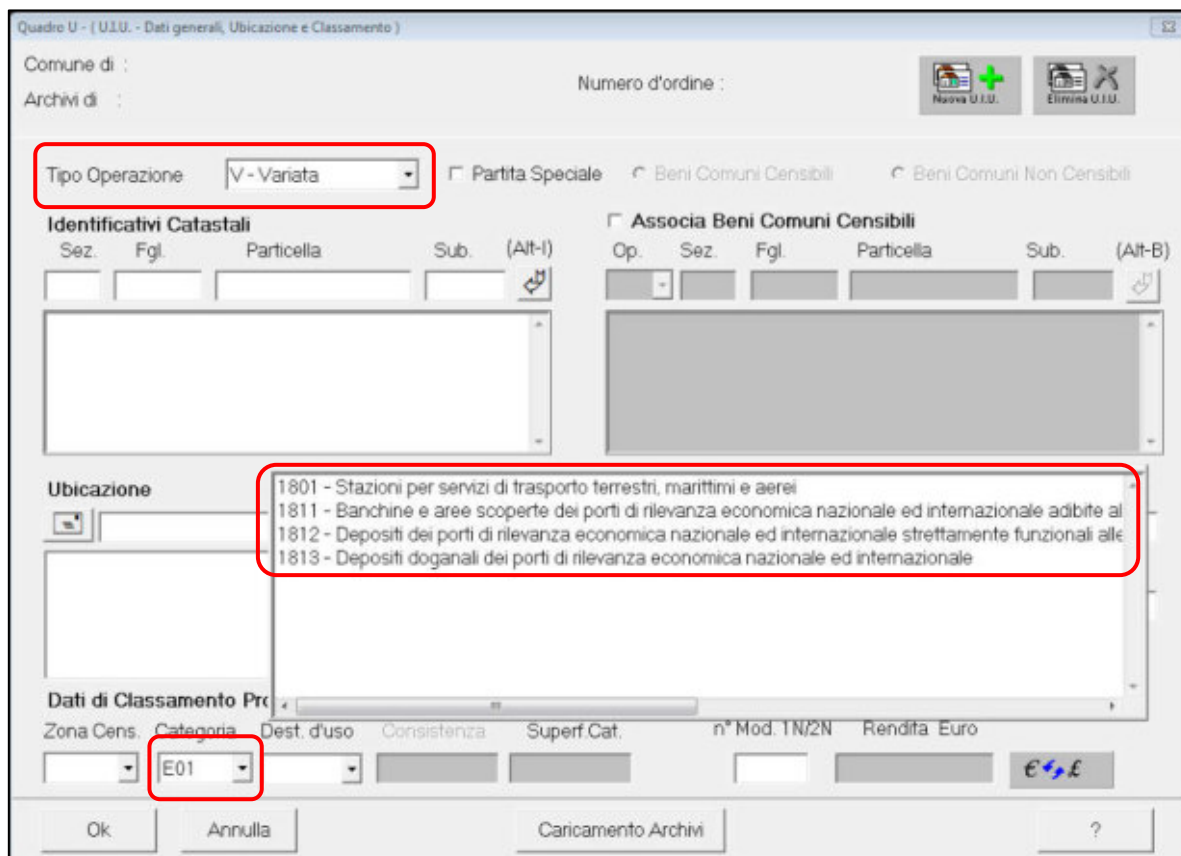 Quadro U - ( U.I.U. - Dati generali, Ubicazione e Classamento )
Comune di :
Numero d'ordine :
Nuova U.I.U.
Elimina U.I.U.
Archivi di :
Tipo Operazione V - Variata Partita Speciale Beni Comuni Censibili Beni Comuni Non Censibili
Identificativi Catastali Associa Beni Comuni Censibili
Sez. Fgl. Particella Sub. (Alt-I) Op. Sez. Fgl. Particella Sub. (Alt-B)
Ubicazione
1801 - Stazioni per servizi di trasporto terrestri, marittimi e aerei
1811 - Banchine e aree scoperte dei porti di rilevanza economica nazionale ed internazionale adibite al
1812 - Depositi dei porti di rilevanza economica nazionale ed internazionale strettamente funzionali alle
1813 - Depositi doganali dei porti di rilevanza economica nazionale ed internazionale
Dati di Classamento Pro
Zona Cens. Categoria Dest. d'uso Consistenza Superf.Cat. n° Mod. 1N/2N Rendita Euro
E01 € £
Ok Annulla Caricamento Archivi ?